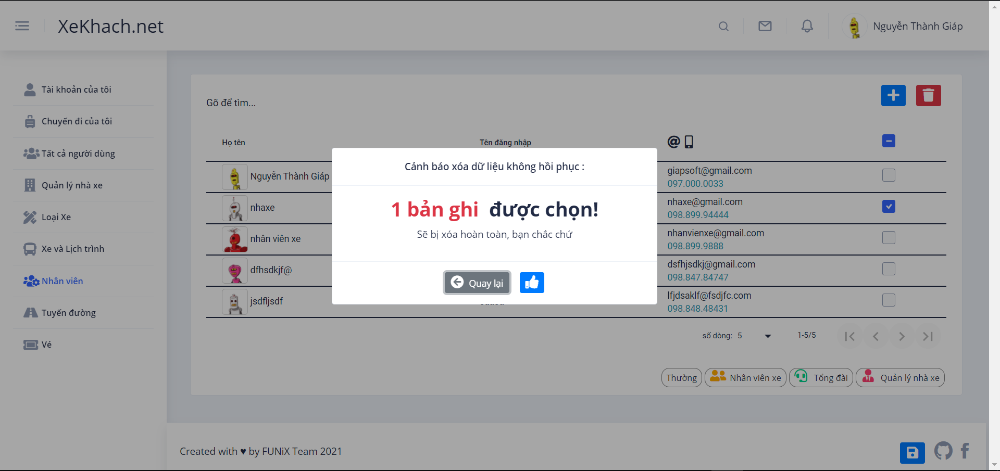 XeKhach.net
Nguyễn Thành Giáp
Tài khoản của tôi
Chuyến đi của tôi
Tất cả người dùng
Quản lý nhà xe
Loại Xe
Xe và Lịch trình
Nhân viên
Tuyến đường
Vé
Gõ để tìm...
Họ tên
Tên đăng nhập
Nguyễn Thành Giáp
giapsoft@gmail.com
097.000.0033
nhaxe
nhaxe@gmail.com
098.899.94444
nhân viên xe
nhanvienxe@gmail.com
098.899.9888
dfhsdkjf@
dsfhjsdkj@gmail.com
098.847.84747
jsdfljsdf
lfjdsaklf@fsdjfc.com
098.848.48431
Cảnh báo xóa dữ liệu không hồi phục :
1 bản ghi được chọn!
Sẽ bị xóa hoàn toàn, bạn chắc chứ
Quay lại
số dòng: 5
1-5/5
Thường
Nhân viên xe
Tổng đài
Quản lý nhà xe
Created with ♥ by FUNiX Team 2021